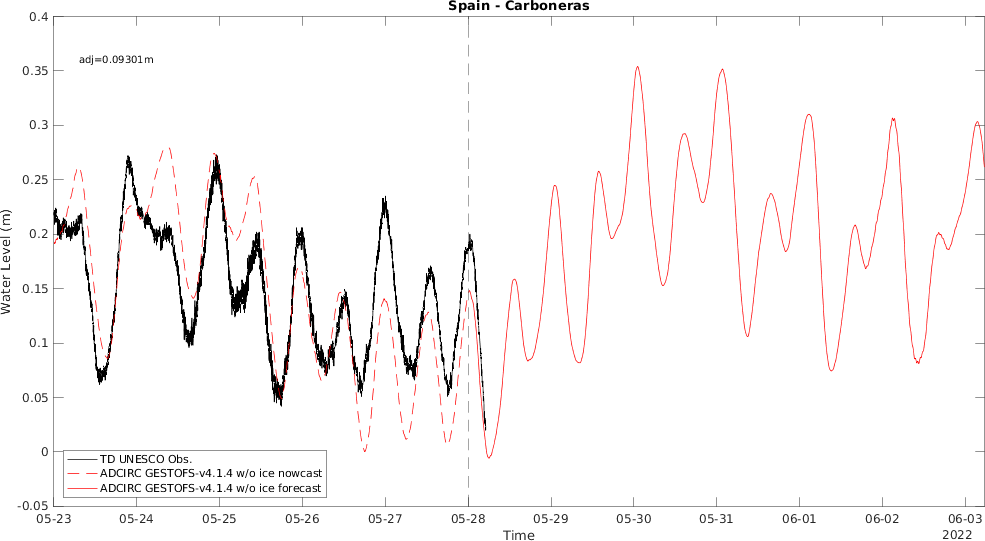 Spain - Carboneras
adj=0.09301m
Water Level (m)
0.4
0.35
0.3
0.25
0.2
0.15
0.1
0.05
0
-0.05
TD UNESCO Obs.
ADCIRC GESTOFS-v4.1.4 w/o ice nowcast
ADCIRC GESTOFS-v4.1.4 w/o ice forecast
05-23 05-24 05-25 05-26 05-27 05-28 05-29 05-30 05-31 06-01 06-02 06-03
Time
2022